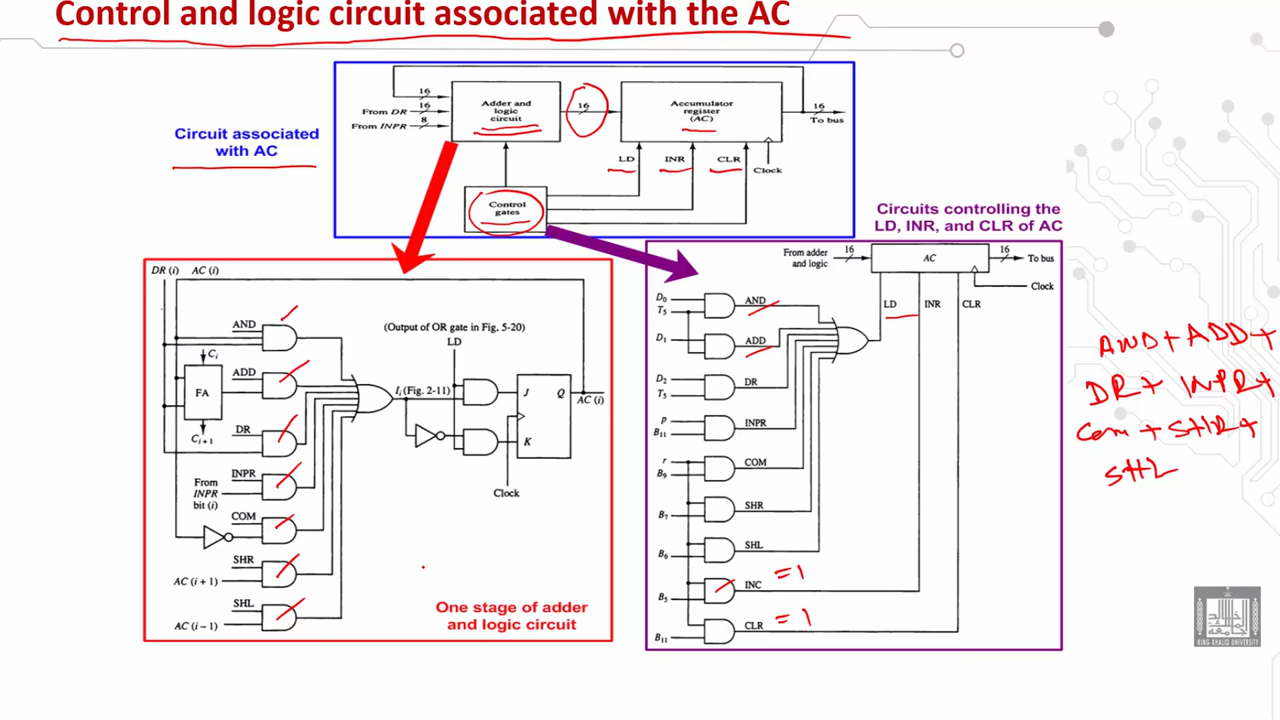 Control and logic circuit associated with the AC
Circuit associated
with AC
16
16
From DR
8
From INPR
Adder and
logic
circuit
16
Accumulator
register
(AC)
16
To bus
LD
INR
CLR
Clock
Control
gates
Circuits controlling the
LD, INR, and CLR of AC
DR (i) AC (i)
AND
Ci
ADD
FA
Ci+1
DR
INPR
From
INPR
bit (i)
COM
SHR
AC (i+1)
SHL
AC (i−1)
(Output of OR gate in Fig. 5-20)
LD
Ii (Fig. 2-11)
J
Q
K
AC (i)
Clock
One stage of adder
and logic circuit
From adder
and logic
16
AC
16
To bus
Clock
LD
INR
CLR
D0
T5
AND
D1
ADD
D2
T5
DR
p
B11
INPR
r
B9
COM
B7
SHR
B6
SHL
B5
INC
=1
B11
CLR
=1
AND + ADD +
DR + INPR +
Com + SHR +
SHL
KING KHALID UNIVERSITY